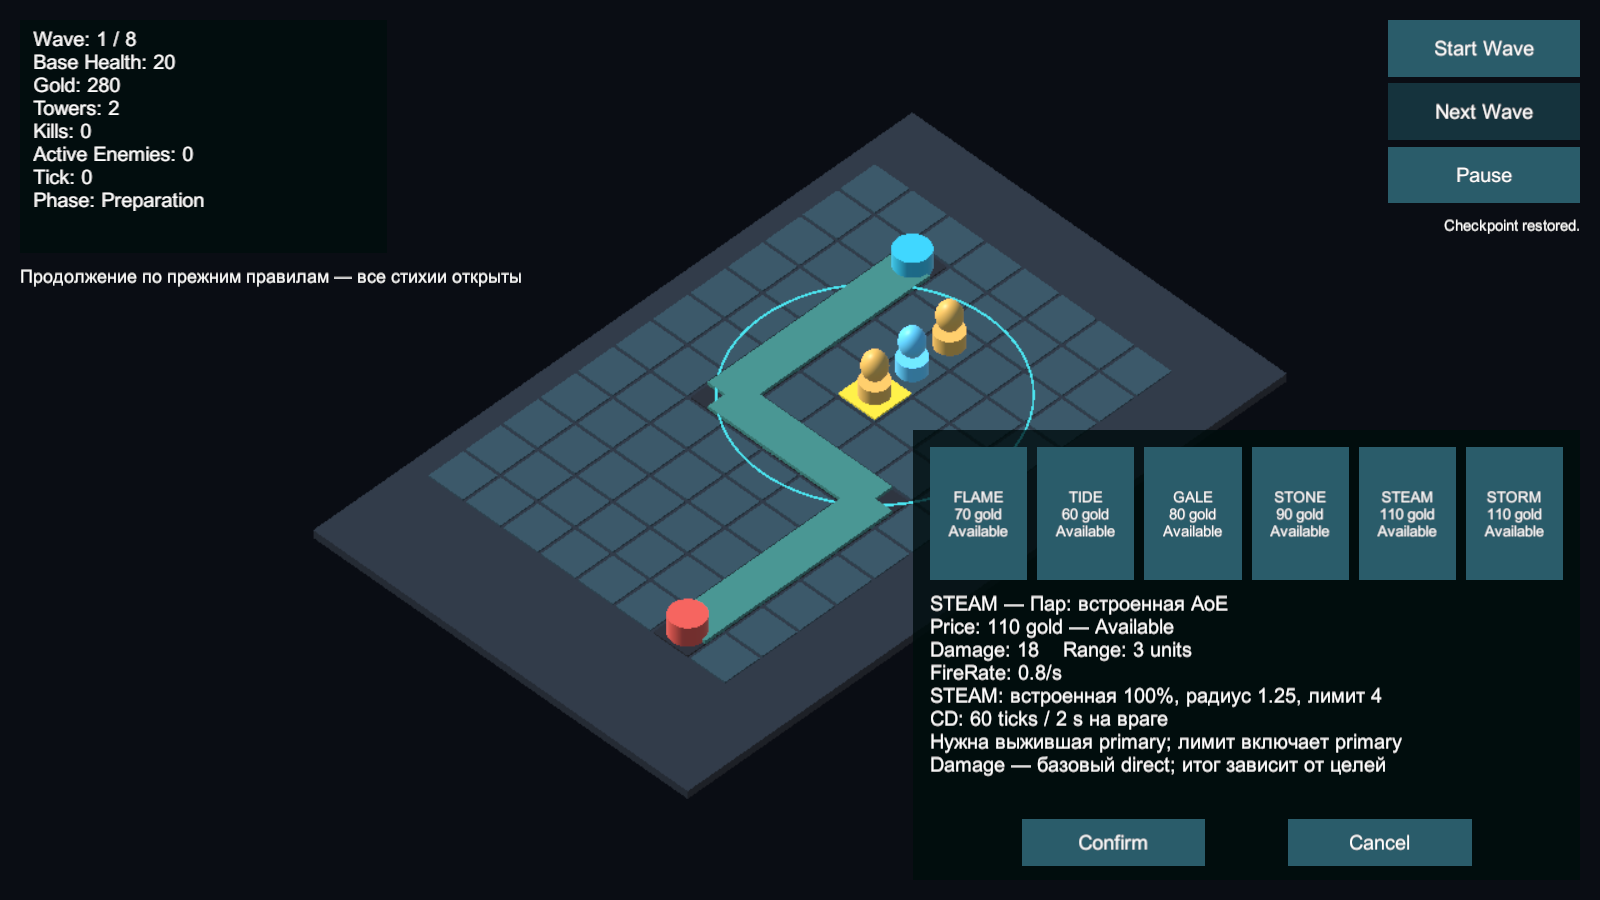 Wave: 1 / 8
Base Health: 20
Gold: 280
Towers: 2
Kills: 0
Active Enemies: 0
Tick: 0
Phase: Preparation
Продолжение по прежним правилам — все стихии открыты
Start Wave
Next Wave
Pause
Checkpoint restored.
FLAME
70 gold
Available
TIDE
60 gold
Available
GALE
80 gold
Available
STONE
90 gold
Available
STEAM
110 gold
Available
STORM
110 gold
Available
STEAM — Пар: встроенная AoE
Price: 110 gold — Available
Damage: 18 Range: 3 units
FireRate: 0.8/s
STEAM: встроенная 100%, радиус 1.25, лимит 4
CD: 60 ticks / 2 s на враге
Нужна выжившая primary; лимит включает primary
Damage — базовый direct; итог зависит от целей
Confirm
Cancel